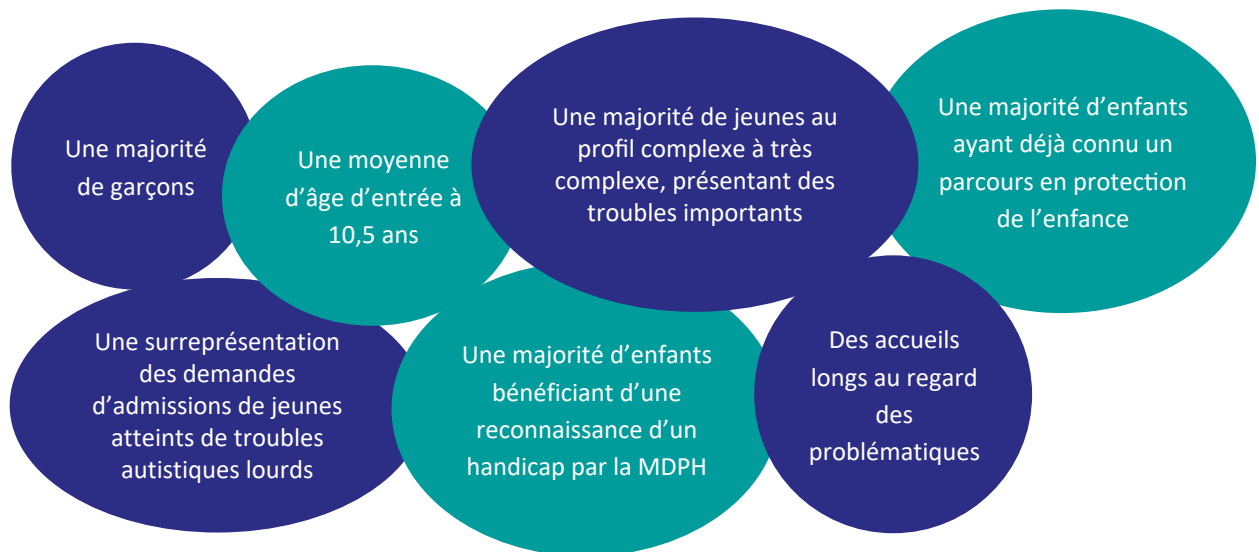 Une majorité
de garçons
Une moyenne
d’âge d’entrée à
10,5 ans
Une majorité de jeunes au
profil complexe à très
complexe, présentant des
troubles importants
Une majorité d’enfants
ayant déjà connu un
parcours en protection
de l’enfance
Une surreprésentation
des demandes
d’admissions de jeunes
atteints de troubles
autistiques lourds
Une majorité d’enfants
bénéficiant d’une
reconnaissance d’un
handicap par la MDPH
Des accueils
longs au regard
des
problématiques